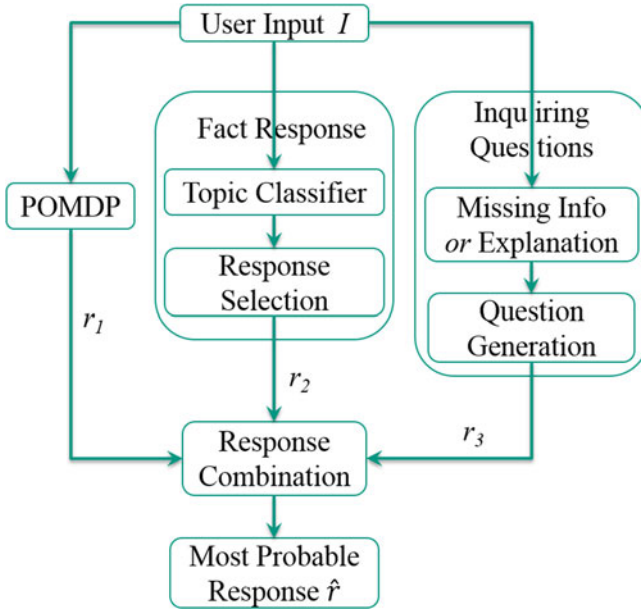 User Input I
Fact Response
Topic Classifier
Response
Selection
Inquiring
Questions
Missing Info
or Explanation
Question
Generation
POMDP
r1
r2
r3
Response
Combination
Most Probable
Response r̂